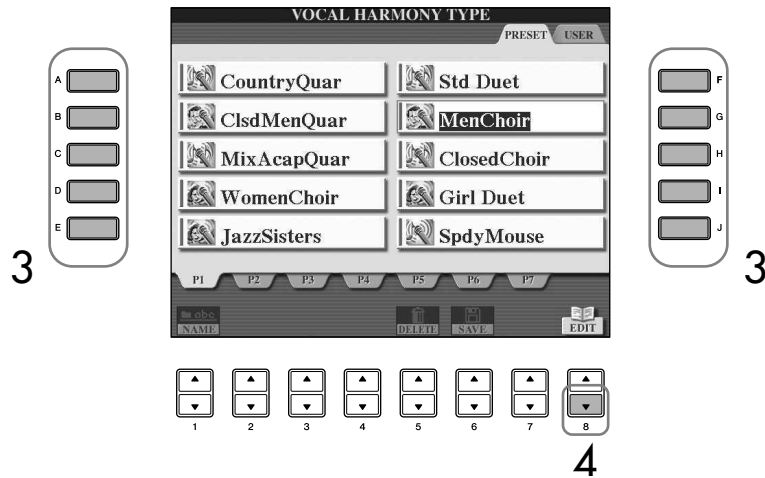 VOCAL HARMONY TYPE
PRESET USER
CountryQuar Std Duet
ClsdMenQuar MenChoir
MixAcapQuar ClosedChoir
WomenChoir Girl Duet
JazzSisters SpdyMouse
P1 P2 P3 P4 P5 P6 P7
abc
NAME DELETE SAVE EDIT
A F
B G
C H
D I
E J
3 3
1 2 3 4 5 6 7 8
4